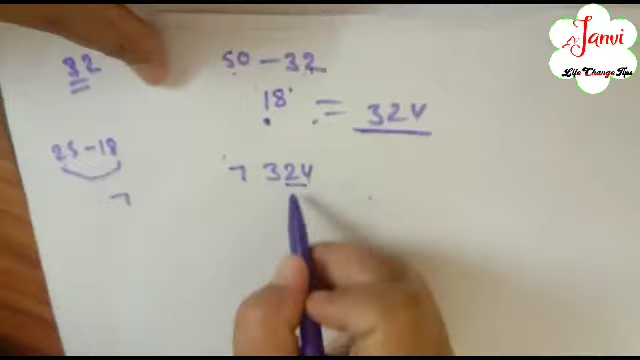 32
50 - 32
18
= 324
25-18
7
7 324
Janvi
Life Change Tips